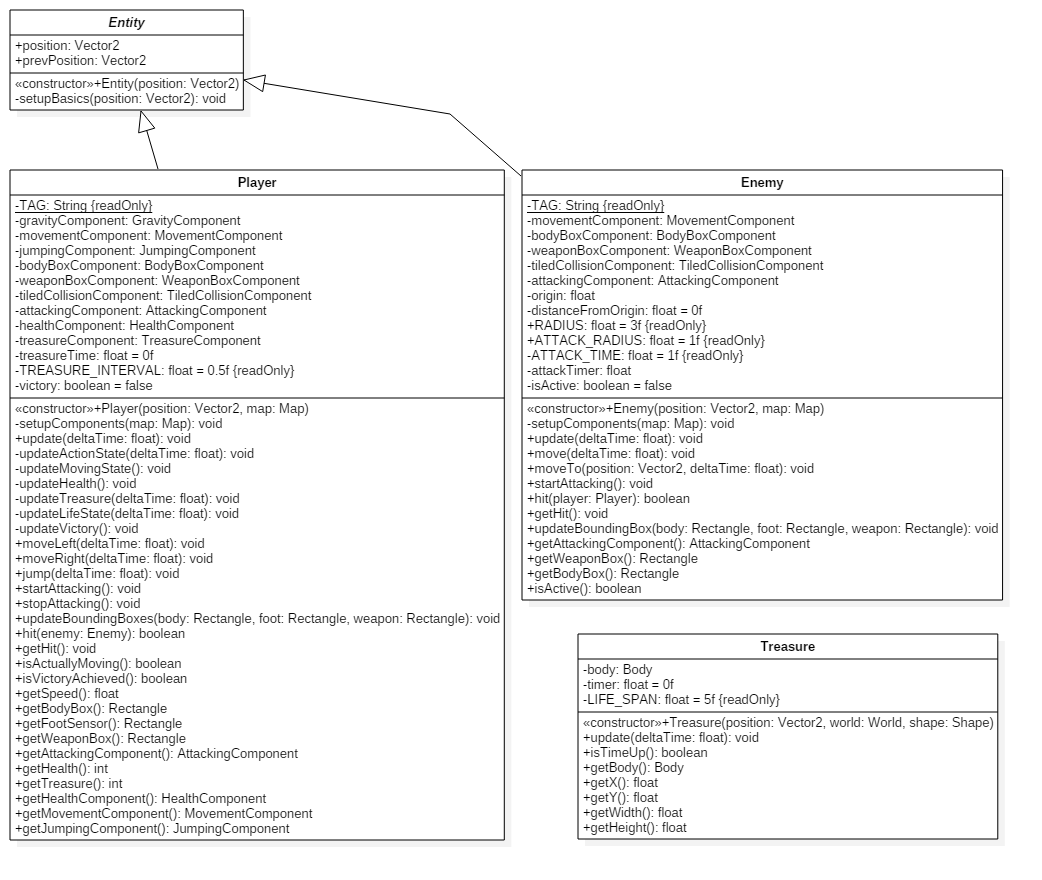 Entity
+position: Vector2
+prevPosition: Vector2
«constructor»+Entity(position: Vector2)
-setupBasics(position: Vector2): void
Player
-TAG: String {readOnly}
-gravityComponent: GravityComponent
-movementComponent: MovementComponent
-jumpingComponent: JumpingComponent
-bodyBoxComponent: BodyBoxComponent
-weaponBoxComponent: WeaponBoxComponent
-tiledCollisionComponent: TiledCollisionComponent
-attackingComponent: AttackingComponent
-healthComponent: HealthComponent
-treasureComponent: TreasureComponent
-treasureTime: float = 0f
-TREASURE_INTERVAL: float = 0.5f {readOnly}
-victory: boolean = false
«constructor»+Player(position: Vector2, map: Map)
-setupComponents(map: Map): void
+update(deltaTime: float): void
-updateActionState(deltaTime: float): void
-updateMovingState(): void
-updateHealth(): void
-updateTreasure(deltaTime: float): void
-updateLifeState(deltaTime: float): void
-updateVictory(): void
+moveLeft(deltaTime: float): void
+moveRight(deltaTime: float): void
+jump(deltaTime: float): void
+startAttacking(): void
+stopAttacking(): void
+updateBoundingBoxes(body: Rectangle, foot: Rectangle, weapon: Rectangle): void
+hit(enemy: Enemy): boolean
+getHit(): void
+isActuallyMoving(): boolean
+isVictoryAchieved(): boolean
+getSpeed(): float
+getBodyBox(): Rectangle
+getFootSensor(): Rectangle
+getWeaponBox(): Rectangle
+getAttackingComponent(): AttackingComponent
+getHealth(): int
+getTreasure(): int
+getHealthComponent(): HealthComponent
+getMovementComponent(): MovementComponent
+getJumpingComponent(): JumpingComponent
Enemy
-TAG: String {readOnly}
-movementComponent: MovementComponent
-bodyBoxComponent: BodyBoxComponent
-weaponBoxComponent: WeaponBoxComponent
-tiledCollisionComponent: TiledCollisionComponent
-attackingComponent: AttackingComponent
-origin: float
-distanceFromOrigin: float = 0f
+RADIUS: float = 3f {readOnly}
+ATTACK_RADIUS: float = 1f {readOnly}
-ATTACK_TIME: float = 1f {readOnly}
-attackTimer: float
-isActive: boolean = false
«constructor»+Enemy(position: Vector2, map: Map)
-setupComponents(map: Map): void
+update(deltaTime: float): void
+move(deltaTime: float): void
+moveTo(position: Vector2, deltaTime: float): void
+startAttacking(): void
+hit(player: Player): boolean
+getHit(): void
+updateBoundingBox(body: Rectangle, foot: Rectangle, weapon: Rectangle): void
+getAttackingComponent(): AttackingComponent
+getWeaponBox(): Rectangle
+getBodyBox(): Rectangle
+isActive(): boolean
Treasure
-body: Body
-timer: float = 0f
-LIFE_SPAN: float = 5f {readOnly}
«constructor»+Treasure(position: Vector2, world: World, shape: Shape)
+update(deltaTime: float): void
+isTimeUp(): boolean
+getBody(): Body
+getX(): float
+getY(): float
+getWidth(): float
+getHeight(): float